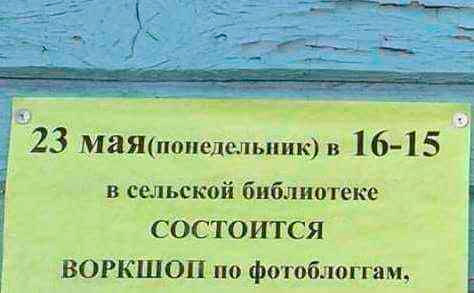 23 мая(понедельник) в 16-15
в сельской библиотеке
СОСТОИТСЯ
ВОРКШОП по фотоблоггам,